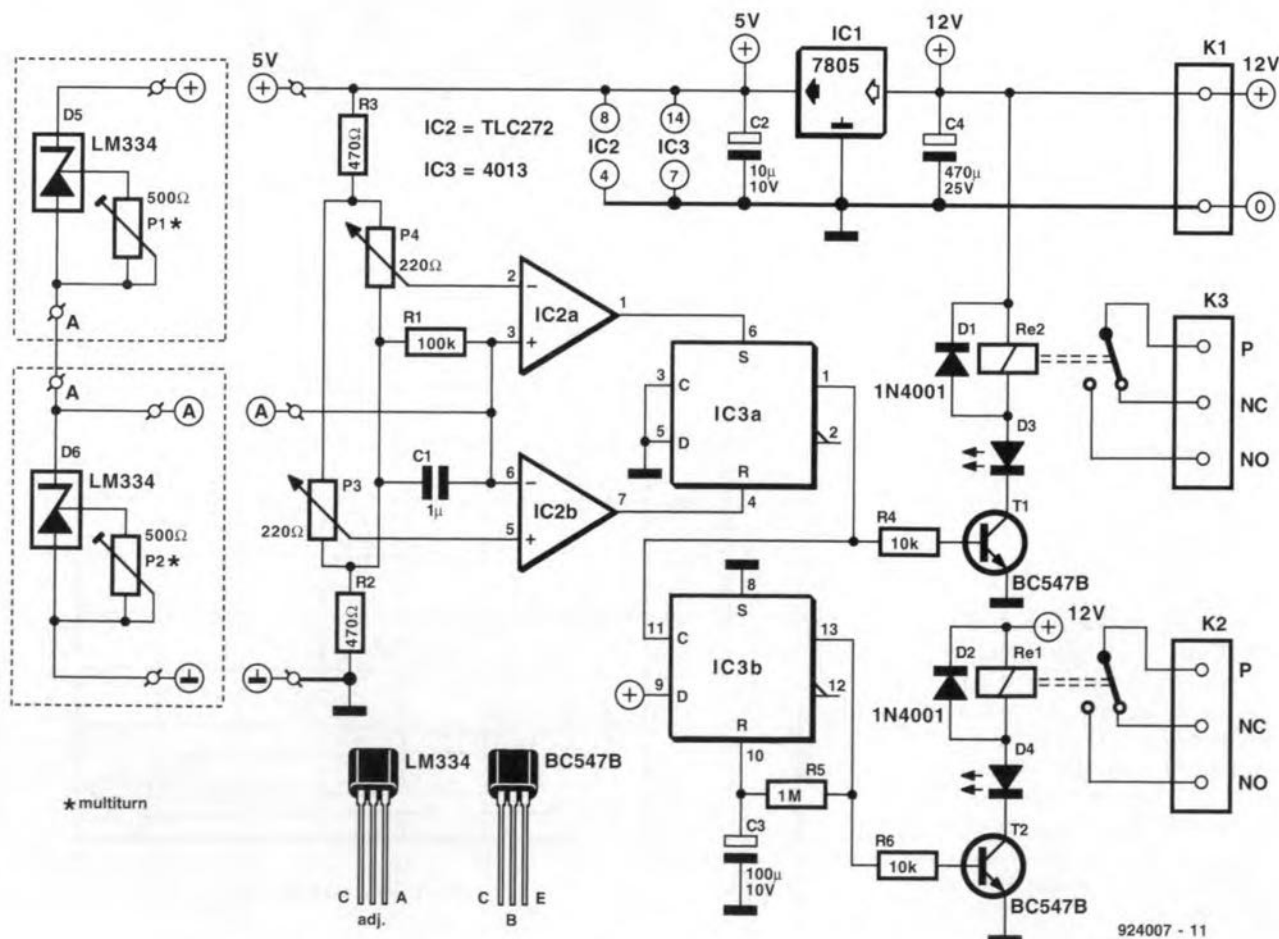 5V
IC1
7805
12V
K1
12V
+
0
D5
LM334
500Ω
P1*
A
A
A
D6
LM334
500Ω
P2*
* multiturn
5V
R3
470Ω
IC2 = TLC272
IC3 = 4013
8
IC2
4
14
IC3
7
C2
10µ
10V
C4
470µ
25V
P4
220Ω
R1
100k
2
3
IC2a
1
A
C1
1µ
P3
220Ω
6
5
IC2b
7
R2
470Ω
6
S
3
C
1
IC3a
5
D
2
R
4
8
S
11
C
13
IC3b
9
D
12
R
10
R5
1M
C3
100µ
10V
R4
10k
R6
10k
D1
1N4001
Re2
D3
T1
BC547B
K3
P
NC
NO
12V
D2
1N4001
Re1
D4
T2
BC547B
K2
P
NC
NO
LM334
C
A
adj.
BC547B
C
E
B
924007 - 11